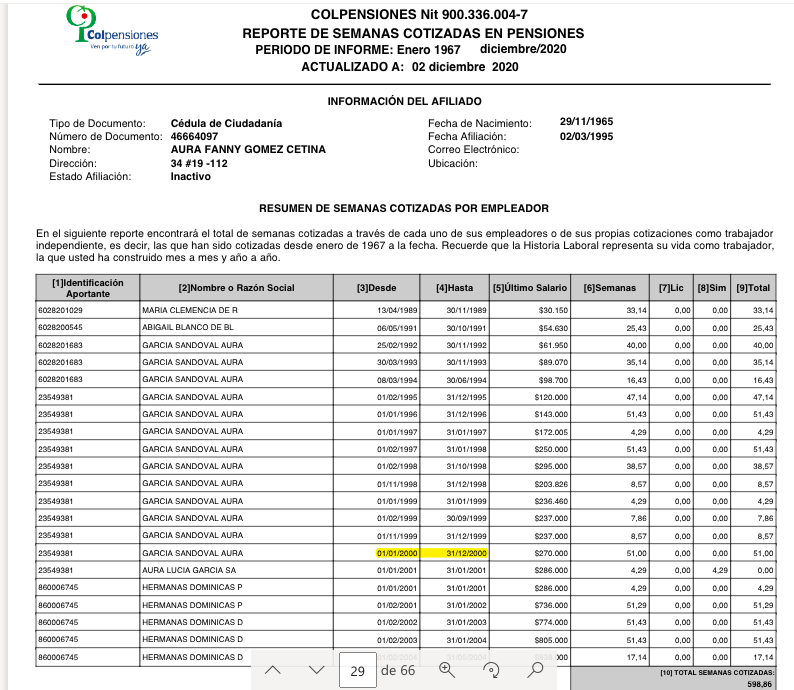 Colpensiones
Ven por tu futuro ya
COLPENSIONES Nit 900.336.004-7
REPORTE DE SEMANAS COTIZADAS EN PENSIONES
PERIODO DE INFORME: Enero 1967 diciembre/2020
ACTUALIZADO A: 02 diciembre 2020
INFORMACIÓN DEL AFILIADO
Tipo de Documento: Cédula de Ciudadanía Fecha de Nacimiento: 29/11/1965
Número de Documento: 46664097 Fecha Afiliación: 02/03/1995
Nombre: AURA FANNY GOMEZ CETINA Correo Electrónico:
Dirección: 34 #19 -112 Ubicación:
Estado Afiliación: Inactivo
RESUMEN DE SEMANAS COTIZADAS POR EMPLEADOR
En el siguiente reporte encontrará el total de semanas cotizadas a través de cada uno de sus empleadores o de sus propias cotizaciones como trabajador
independiente, es decir, las que han sido cotizadas desde enero de 1967 a la fecha. Recuerde que la Historia Laboral representa su vida como trabajador,
la que usted ha construido mes a mes y año a año.
[1]Identificación Aportante [2]Nombre o Razón Social [3]Desde [4]Hasta [5]Último Salario [6]Semanas [7]Lic [8]Sim [9]Total
6028201029 MARIA CLEMENCIA DE R 13/04/1989 30/11/1989 $30.150 33,14 0,00 0,00 33,14
6028200545 ABIGAIL BLANCO DE BL 06/05/1991 30/10/1991 $54.630 25,43 0,00 0,00 25,43
6028201683 GARCIA SANDOVAL AURA 25/02/1992 30/11/1992 $61.950 40,00 0,00 0,00 40,00
6028201683 GARCIA SANDOVAL AURA 30/03/1993 30/11/1993 $89.070 35,14 0,00 0,00 35,14
6028201683 GARCIA SANDOVAL AURA 08/03/1994 30/06/1994 $98.700 16,43 0,00 0,00 16,43
23549381 GARCIA SANDOVAL AURA 01/02/1995 31/12/1995 $120.000 47,14 0,00 0,00 47,14
23549381 GARCIA SANDOVAL AURA 01/01/1996 31/12/1996 $143.000 51,43 0,00 0,00 51,43
23549381 GARCIA SANDOVAL AURA 01/01/1997 31/01/1997 $172.005 4,29 0,00 0,00 4,29
23549381 GARCIA SANDOVAL AURA 01/02/1997 31/01/1998 $250.000 51,43 0,00 0,00 51,43
23549381 GARCIA SANDOVAL AURA 01/02/1998 31/10/1998 $295.000 38,57 0,00 0,00 38,57
23549381 GARCIA SANDOVAL AURA 01/11/1998 31/12/1998 $203.826 8,57 0,00 0,00 8,57
23549381 GARCIA SANDOVAL AURA 01/01/1999 31/01/1999 $236.460 4,29 0,00 0,00 4,29
23549381 GARCIA SANDOVAL AURA 01/02/1999 30/09/1999 $237.000 7,86 0,00 0,00 7,86
23549381 GARCIA SANDOVAL AURA 01/11/1999 31/12/1999 $237.000 8,57 0,00 0,00 8,57
23549381 GARCIA SANDOVAL AURA 01/01/2000 31/12/2000 $270.000 51,00 0,00 0,00 51,00
23549381 AURA LUCIA GARCIA SA 01/01/2001 31/01/2001 $286.000 4,29 0,00 4,29 0,00
860006745 HERMANAS DOMINICAS P 01/01/2001 31/01/2001 $286.000 4,29 0,00 0,00 4,29
860006745 HERMANAS DOMINICAS P 01/02/2001 31/01/2002 $736.000 51,29 0,00 0,00 51,29
860006745 HERMANAS DOMINICAS D 01/02/2002 31/01/2003 $774.000 51,43 0,00 0,00 51,43
860006745 HERMANAS DOMINICAS D 01/02/2003 31/01/2004 $805.000 51,43 0,00 0,00 51,43
860006745 HERMANAS DOMINICAS D 17,14 0,00 0,00 17,14
[10] TOTAL SEMANAS COTIZADAS:
598,86
29 de 66